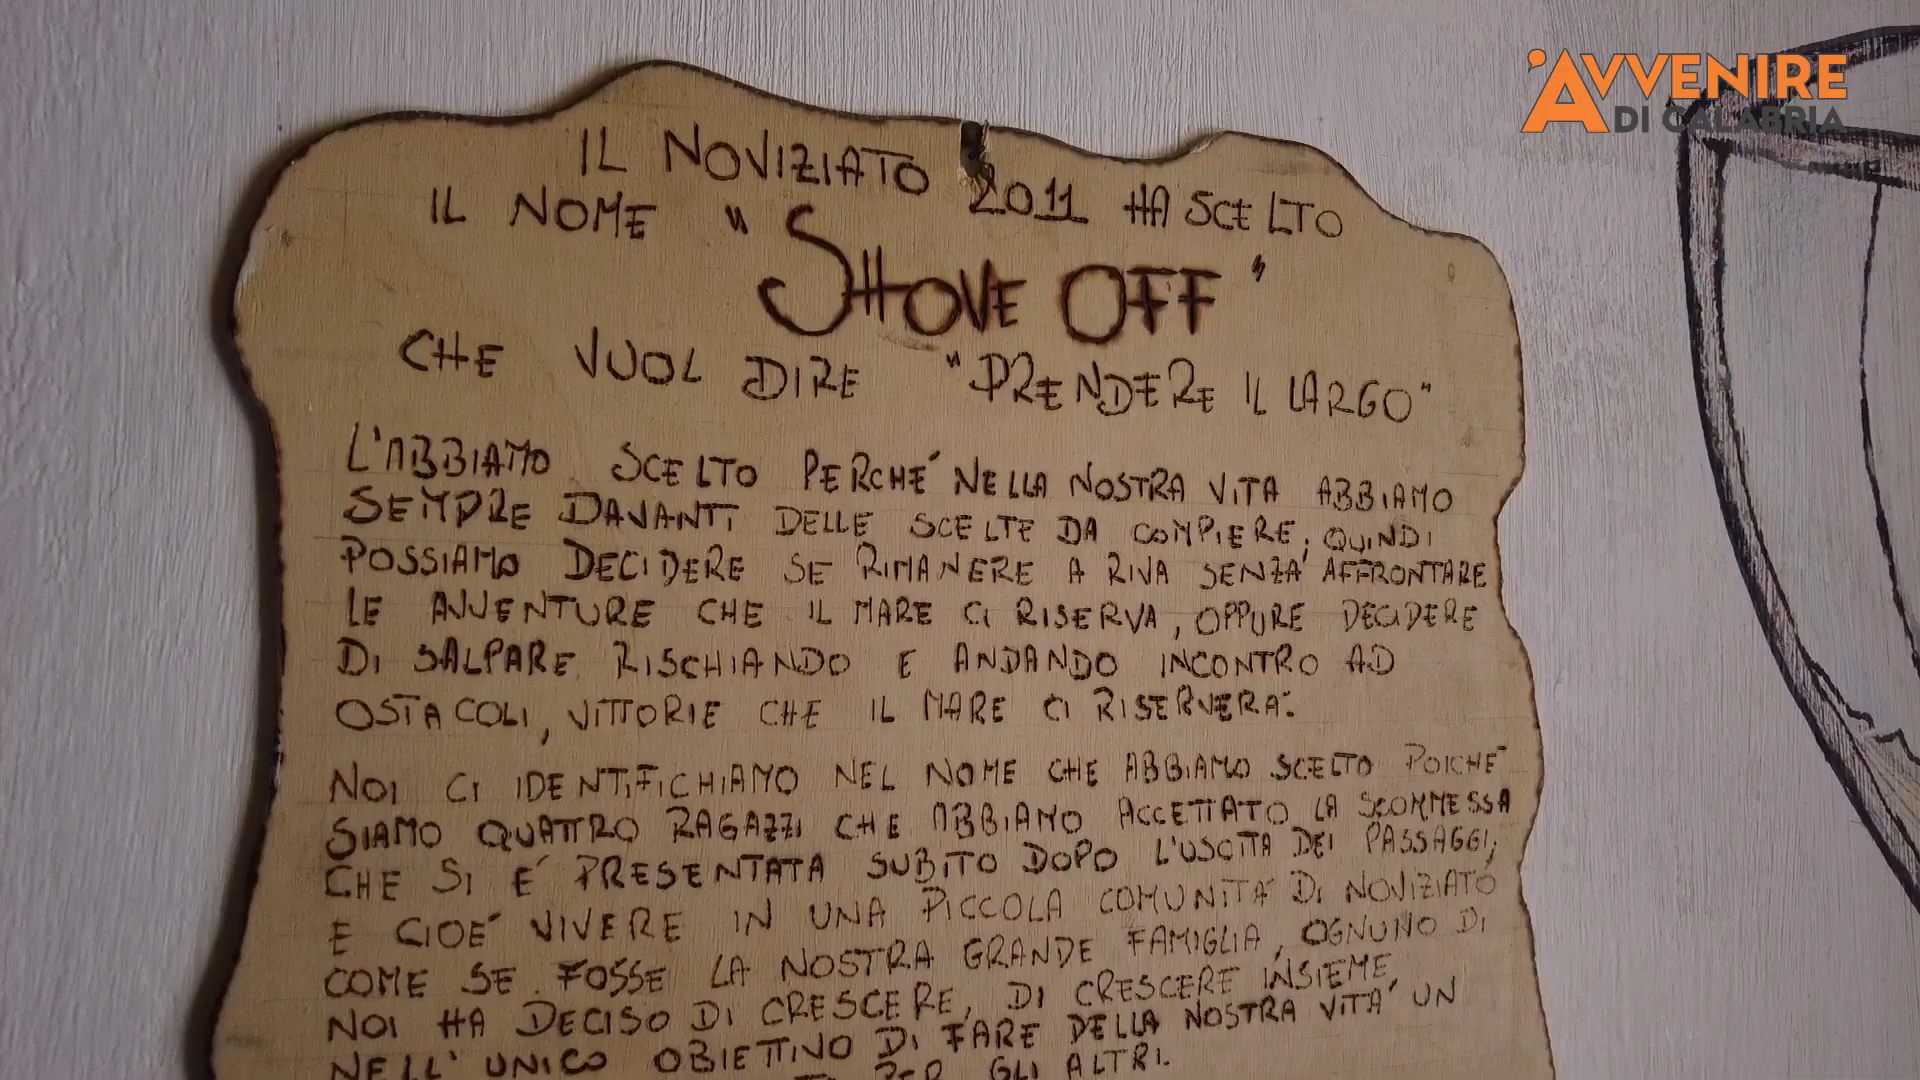 AVVENIRE
DI CALABRIA
IL NOVIZIATO 2011 HA SCELTO
IL NOME "SHOVE OFF"
CHE VUOL DIRE "PRENDERE IL LARGO"
L'ABBIAMO SCELTO PERCHE' NELLA NOSTRA VITA ABBIAMO
SEMPRE DAVANTI DELLE SCELTE DA COMPIERE; QUINDI
POSSIAMO DECIDERE SE RIMANERE A RIVA SENZA' AFFRONTARE
LE AVVENTURE CHE IL MARE CI RISERVA, OPPURE DECIDERE
DI SALPARE RISCHIANDO E ANDANDO INCONTRO AD
OSTACOLI, VITTORIE CHE IL MARE CI RISERVERA'.
NOI CI IDENTIFICHIAMO NEL NOME CHE ABBIAMO SCELTO POICHE'
SIAMO QUATTRO RAGAZZI CHE ABBIAMO ACCETTATO LA SCOMMESSA
CHE SI E' PRESENTATA SUBITO DOPO L'USCITA DEI PASSAGGI;
E CIOE' VIVERE IN UNA PICCOLA COMUNITA' DI NOVIZIATO
COME SE FOSSE LA NOSTRA GRANDE FAMIGLIA, OGNUNO DI
NOI HA DECISO DI CRESCERE, DI CRESCERE INSIEME,
NELL'UNICO OBIETTIVO DI FARE DELLA NOSTRA VITA' UN
PER GLI ALTRI.